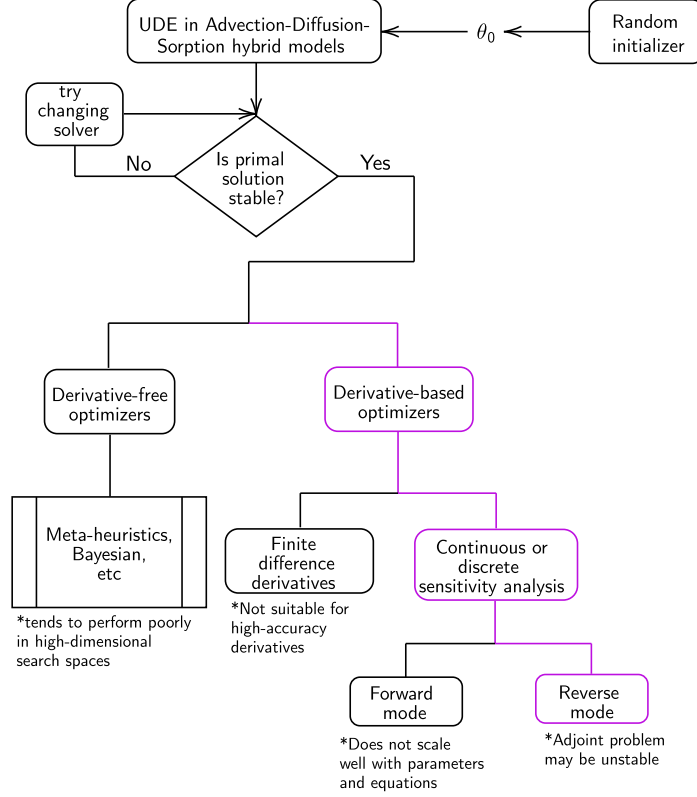 UDE in Advection-Diffusion-
Sorption hybrid models
θ0
Random
initializer
try
changing
solver
No
Is primal
solution
stable?
Yes
Derivative-free
optimizers
Derivative-based
optimizers
Meta-heuristics,
Bayesian,
etc
*tends to perform poorly
in high-dimensional
search spaces
Finite
difference
derivatives
*Not suitable for
high-accuracy
derivatives
Continuous or
discrete
sensitivity analysis
Forward
mode
*Does not scale
well with parameters
and equations
Reverse
mode
*Adjoint problem
may be unstable